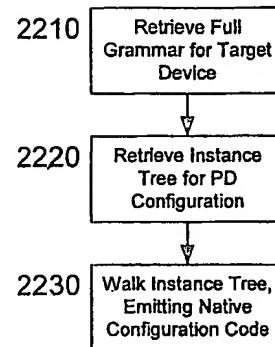 2210
Retrieve Full
Grammar for Target
Device
2220
Retrieve Instance
Tree for PD
Configuration
2230
Walk Instance Tree,
Emitting Native
Configuration Code